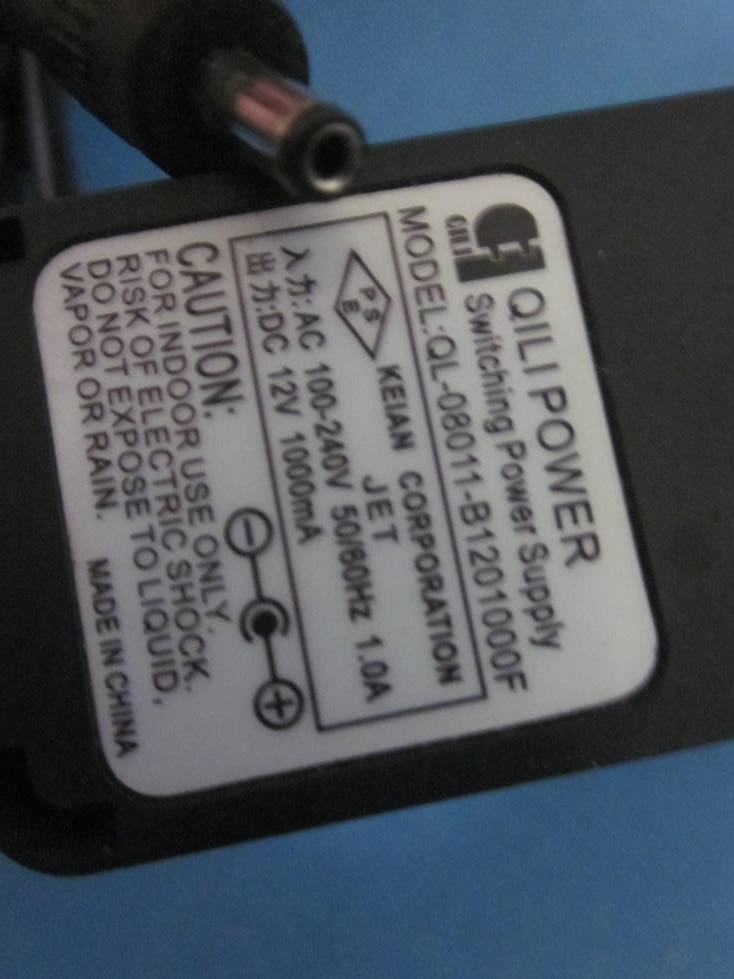 QILI
QILI POWER
Switching Power Supply
MODEL:QL-08011-B1201000F
PSE
KEIAN CORPORATION
JET
入力:AC 100-240V 50/60Hz 1.0A
出力:DC 12V 1000mA
CAUTION:
FOR INDOOR USE ONLY.
RISK OF ELECTRIC SHOCK.
DO NOT EXPOSE TO LIQUID,
VAPOR OR RAIN. MADE IN CHINA